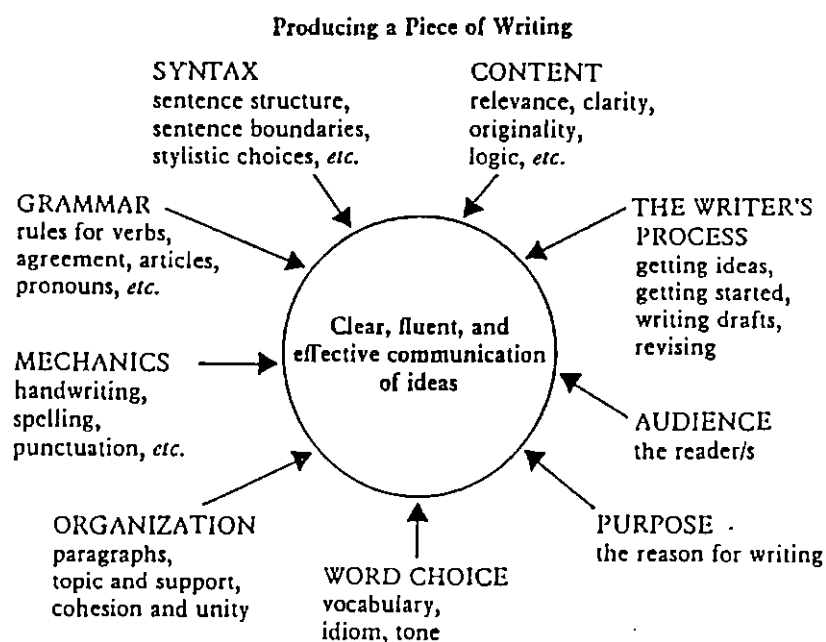 Producing a Piece of Writing
SYNTAX
sentence structure,
sentence boundaries,
stylistic choices, etc.
CONTENT
relevance, clarity,
originality,
logic, etc.
GRAMMAR
rules for verbs,
agreement, articles,
pronouns, etc.
THE WRITER'S
PROCESS
getting ideas,
getting started,
writing drafts,
revising
Clear, fluent, and
effective communication
of ideas
MECHANICS
handwriting,
spelling,
punctuation, etc.
AUDIENCE
the reader/s
ORGANIZATION
paragraphs,
topic and support,
cohesion and unity
WORD CHOICE
vocabulary,
idiom, tone
PURPOSE
the reason for writing